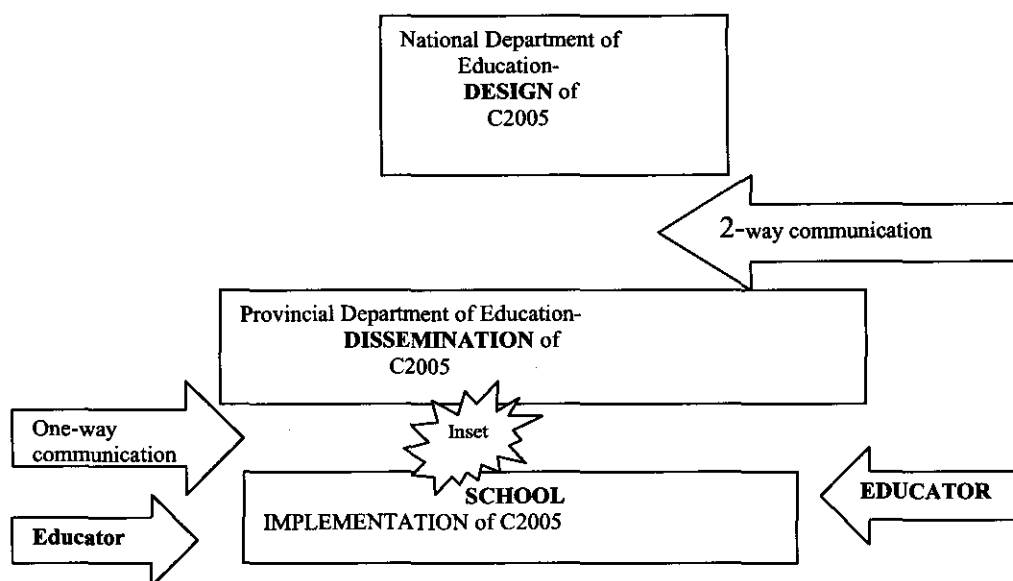 National Department of
Education-
DESIGN of
C2005
2-way communication
Provincial Department of Education-
DISSEMINATION of
C2005
One-way
communication
Inset
SCHOOL
IMPLEMENTATION of C2005
EDUCATOR
Educator